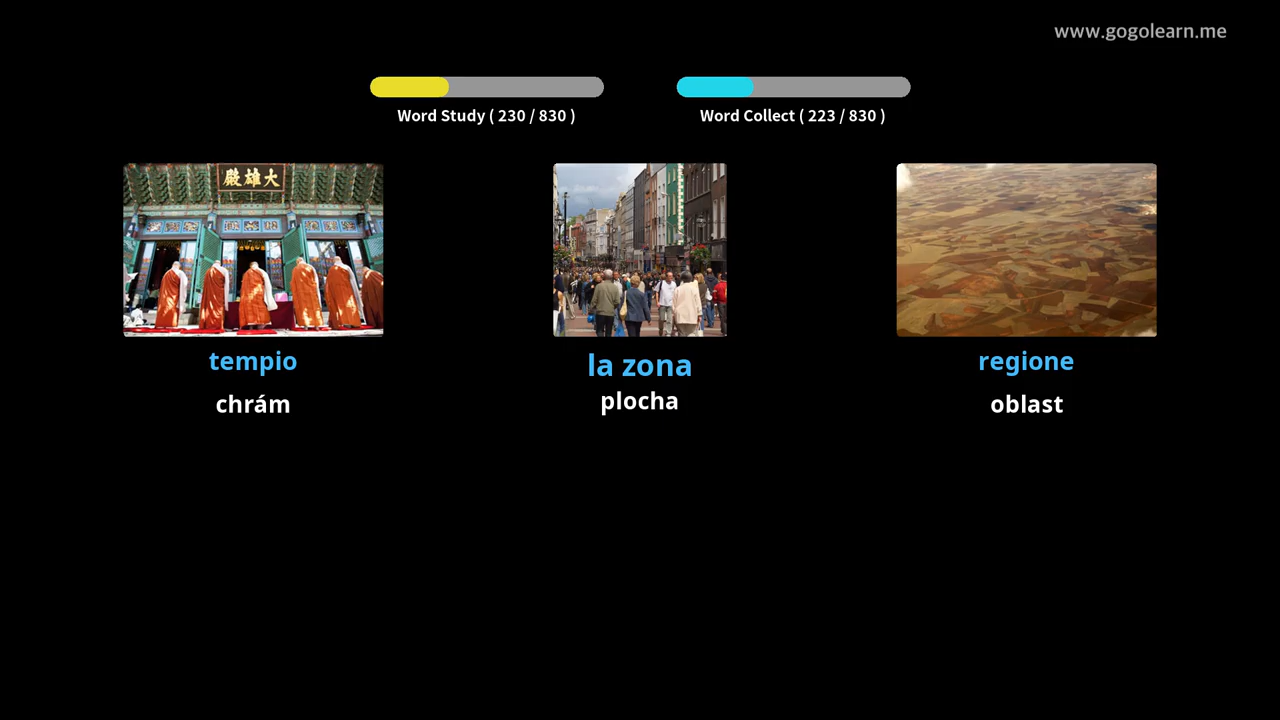 www.gogolearn.me
Word Study ( 230 / 830 )
Word Collect ( 223 / 830 )
殿雄大
tempio
la zona
regione
chrám
plocha
oblast